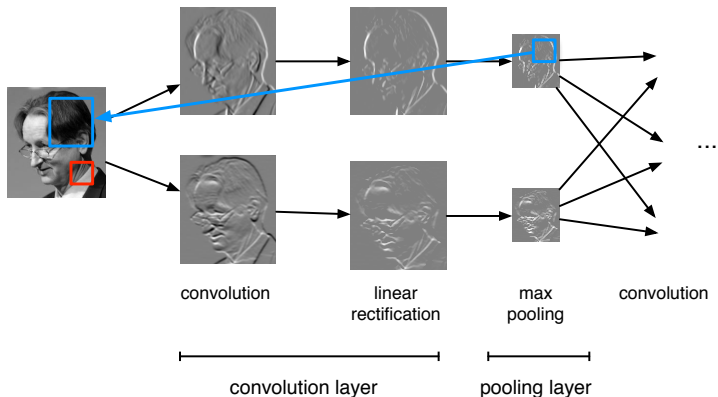 ...
convolution
linear
rectification
max
pooling
convolution
convolution layer
pooling layer